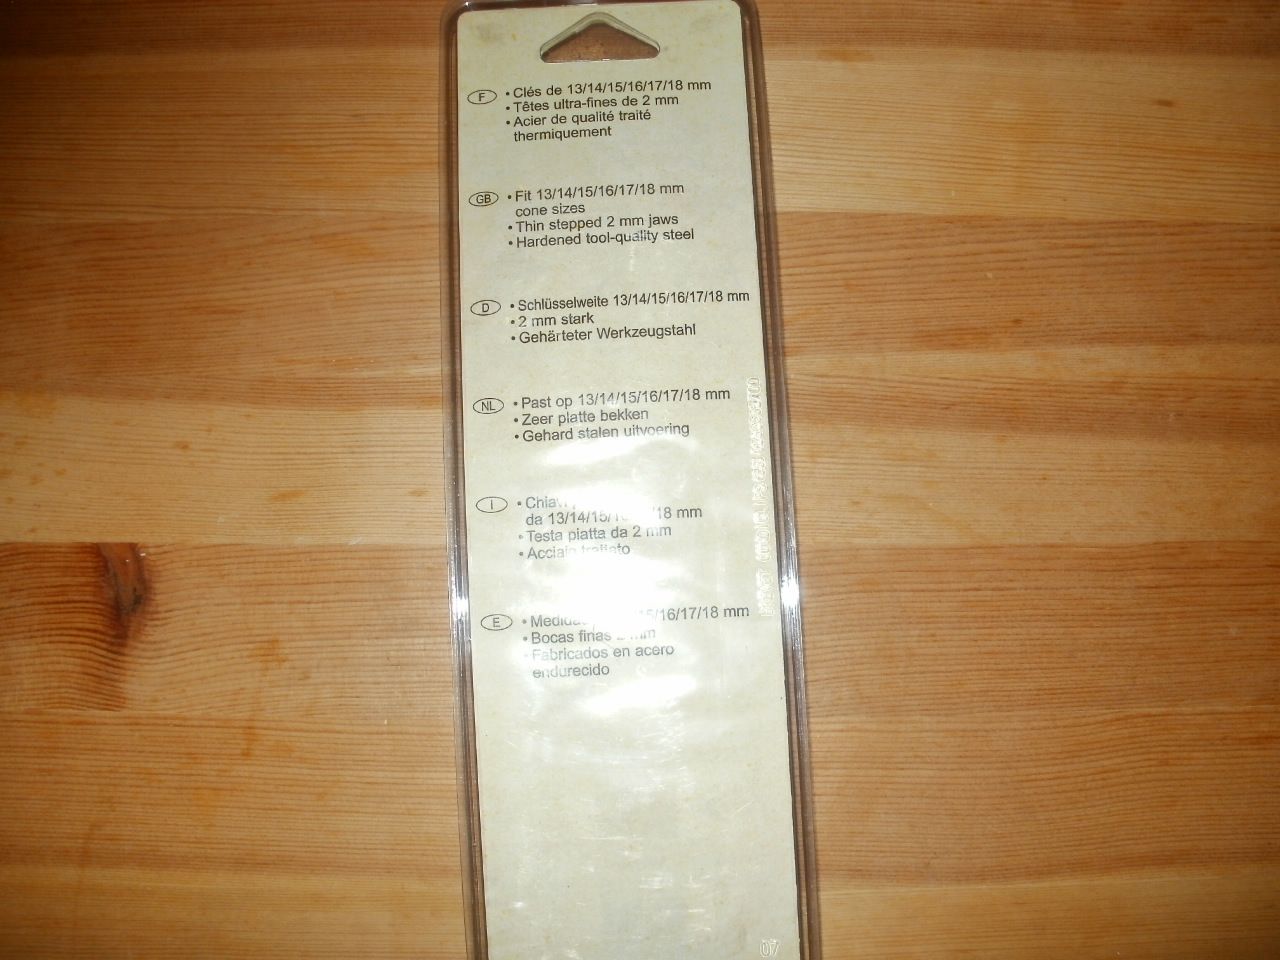 F
• Clés de 13/14/15/16/17/18 mm
• Têtes ultra-fines de 2 mm
• Acier de qualité traité
thermiquement
GB
• Fit 13/14/15/16/17/18 mm
cone sizes
• Thin stepped 2 mm jaws
• Hardened tool-quality steel
D
• Schlüsselweite 13/14/15/16/17/18 mm
• 2 mm stark
• Gehärteter Werkzeugstahl
NL
• Past op 13/14/15/16/17/18 mm
• Zeer platte bekken
• Gehard stalen uitvoering
I
• Chiavi
da 13/14/15/ /18 mm
• Testa piatta da 2 mm
• Acciaio trattato
E
• Medidas /16/17/18 mm
• Bocas finas 2 mm
• Fabricados en acero
endurecido
07